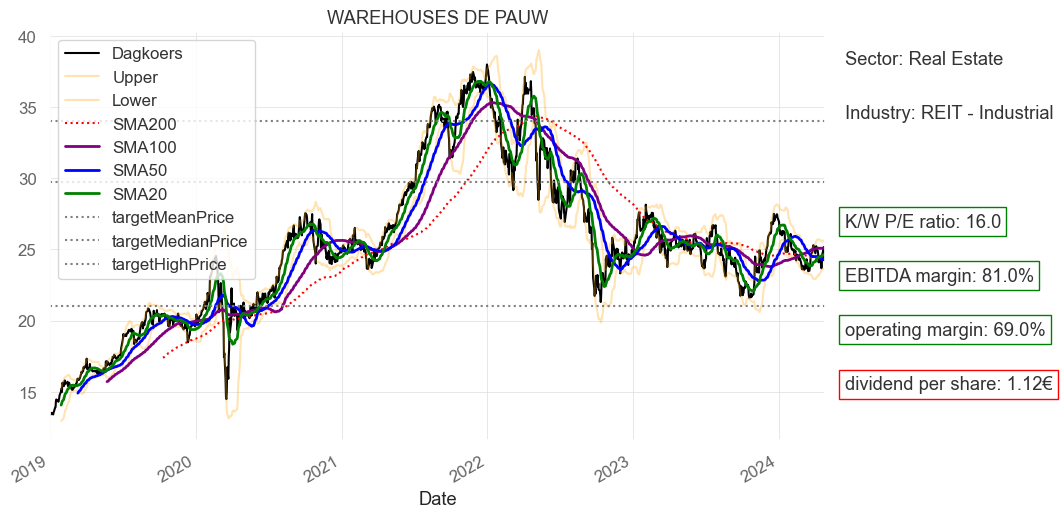 WAREHOUSES DE PAUW
40
35
30
25
20
15
Dagkoers
Upper
Lower
SMA200
SMA100
SMA50
SMA20
targetMeanPrice
targetMedianPrice
targetHighPrice
2019
2020
2021
2022
2023
2024
Date
Sector: Real Estate
Industry: REIT - Industrial
K/W P/E ratio: 16.0
EBITDA margin: 81.0%
operating margin: 69.0%
dividend per share: 1.12€